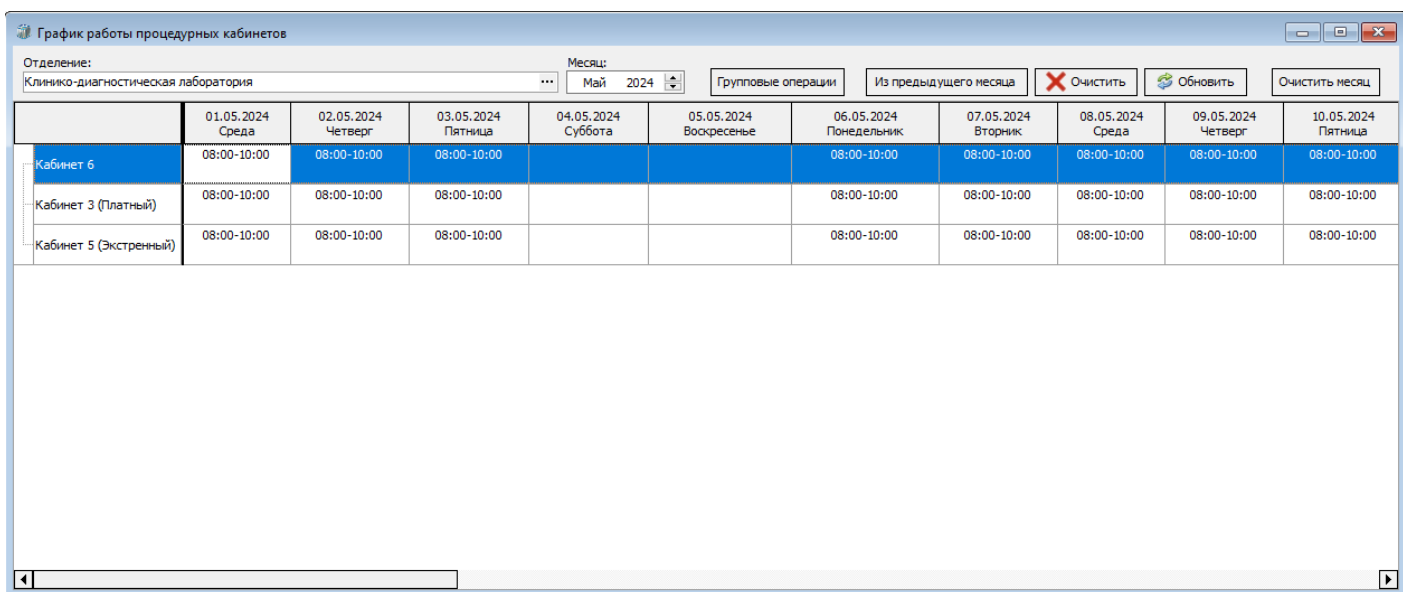 График работы процедурных кабинетов
Отделение: Месяц:
Клинико-диагностическая лаборатория ... Май 2024 Групповые операции Из предыдущего месяца Очистить Обновить Очистить месяц
01.05.2024 02.05.2024 03.05.2024 04.05.2024 05.05.2024 06.05.2024 07.05.2024 08.05.2024 09.05.2024 10.05.2024
Среда Четверг Пятница Суббота Воскресенье Понедельник Вторник Среда Четверг Пятница
Кабинет 6 08:00-10:00 08:00-10:00 08:00-10:00 08:00-10:00 08:00-10:00 08:00-10:00 08:00-10:00 08:00-10:00
Кабинет 3 (Платный) 08:00-10:00 08:00-10:00 08:00-10:00 08:00-10:00 08:00-10:00 08:00-10:00 08:00-10:00 08:00-10:00
Кабинет 5 (Экстренный) 08:00-10:00 08:00-10:00 08:00-10:00 08:00-10:00 08:00-10:00 08:00-10:00 08:00-10:00 08:00-10:00